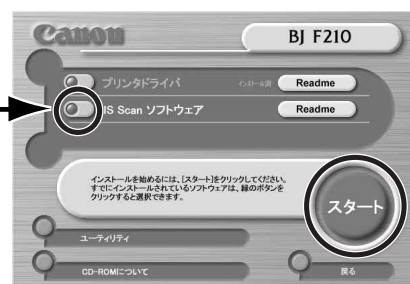 Canon
BJ F210
プリンタドライバ インストール済 Readme
IS Scan ソフトウェア Readme
インストールを始めるには、[スタート]をクリックしてください。
すでにインストールされているソフトウェアは、緑のボタンを
クリックすると選択できます。
スタート
ユーティリティ
CD-ROMについて
戻る